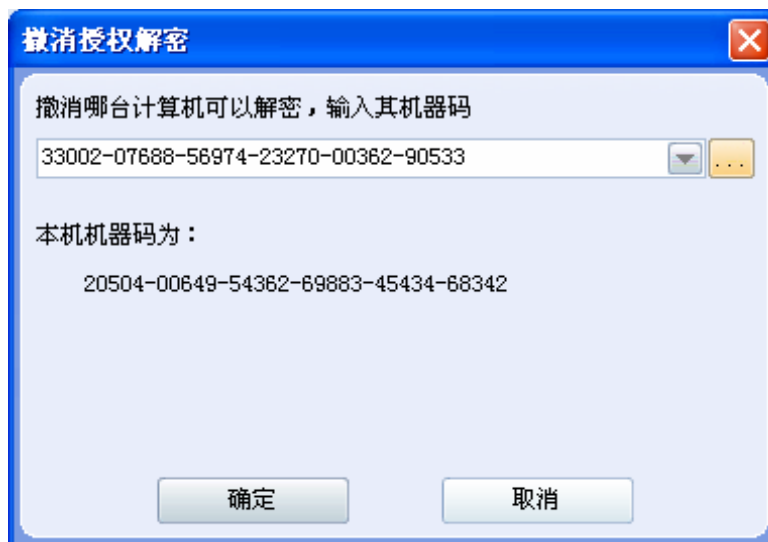 撤消授权解密
撤消哪台计算机可以解密，输入其机器码
33002-07688-56974-23270-00362-90533
...
本机机器码为：
20504-00649-54362-69883-45434-68342
确定
取消